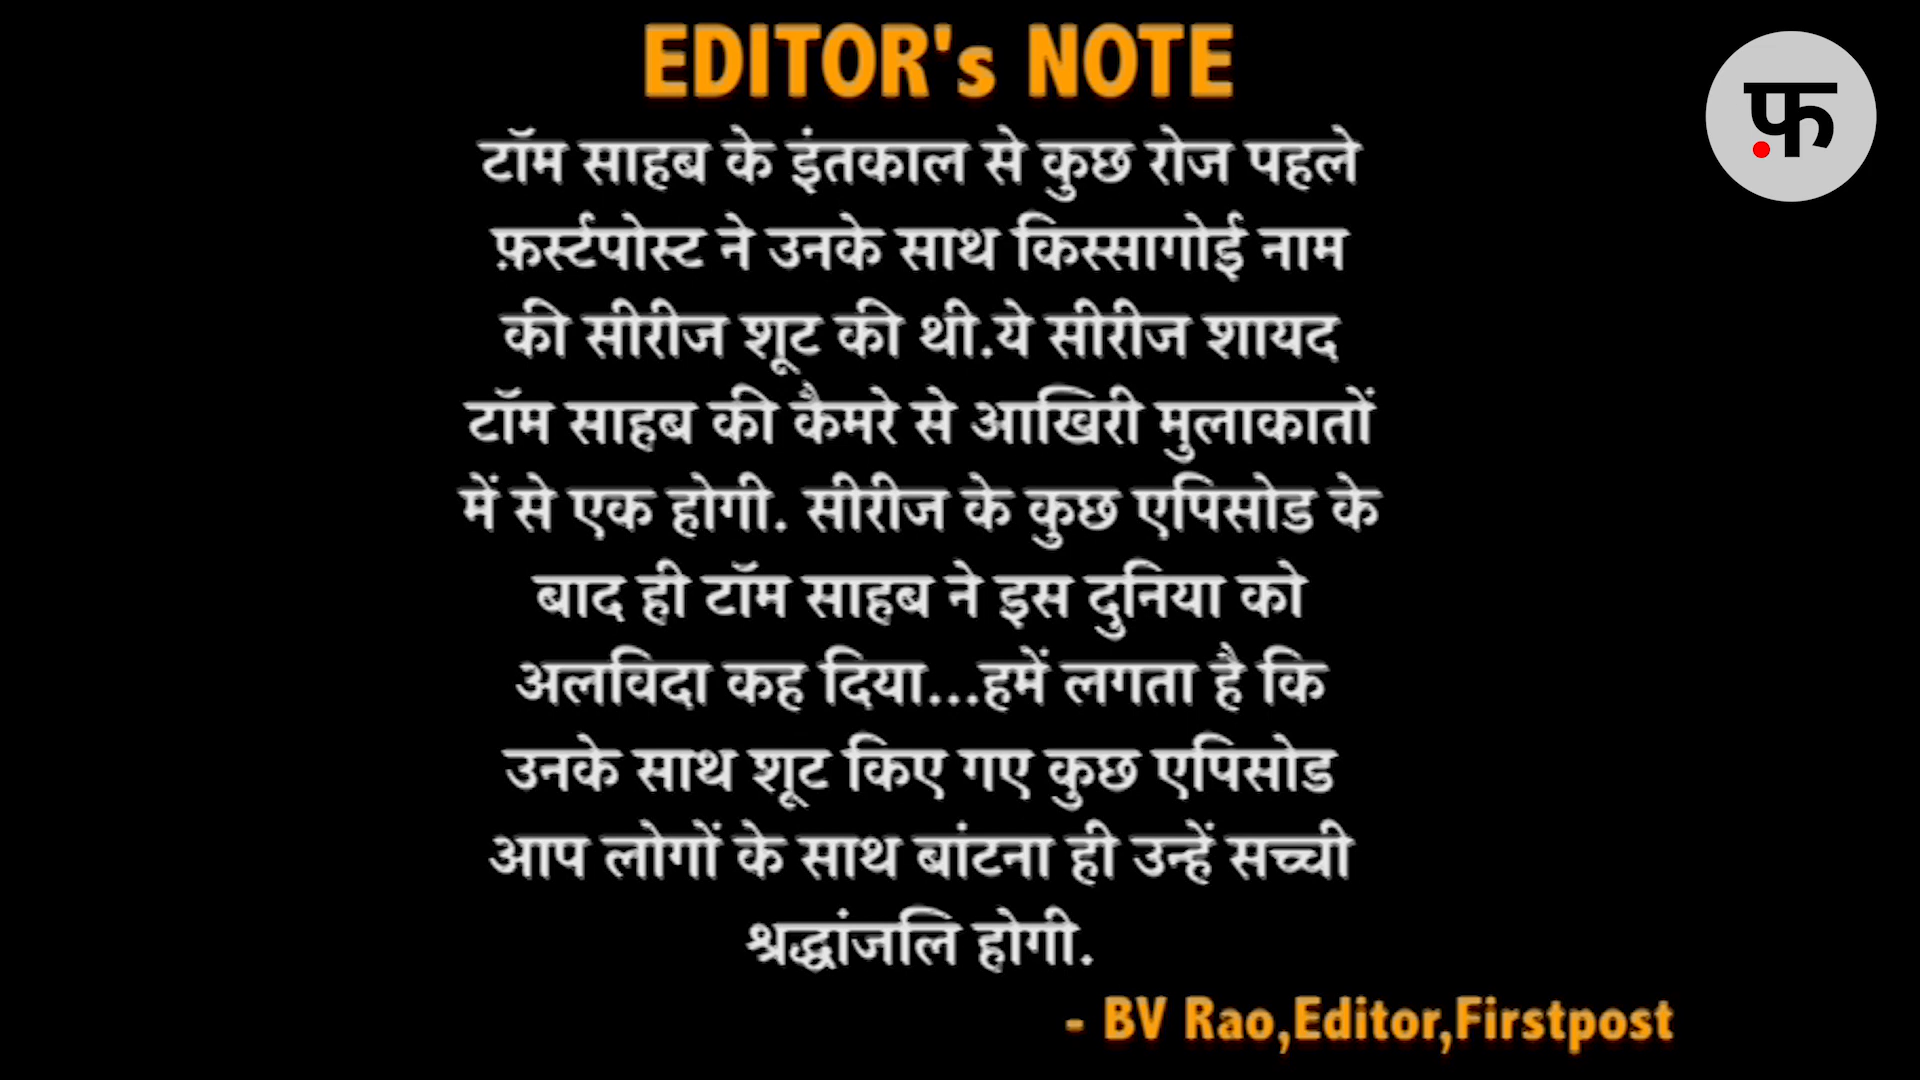 EDITOR's NOTE
फ़
टॉम साहब के इंतकाल से कुछ रोज पहले
फ़र्स्टपोस्ट ने उनके साथ किस्सागोई नाम
की सीरीज शूट की थी.ये सीरीज शायद
टॉम साहब की कैमरे से आखिरी मुलाकातों
में से एक होगी. सीरीज के कुछ एपिसोड के
बाद ही टॉम साहब ने इस दुनिया को
अलविदा कह दिया...हमें लगता है कि
उनके साथ शूट किए गए कुछ एपिसोड
आप लोगों के साथ बांटना ही उन्हें सच्ची
श्रद्धांजलि होगी.
- BV Rao,Editor,Firstpost